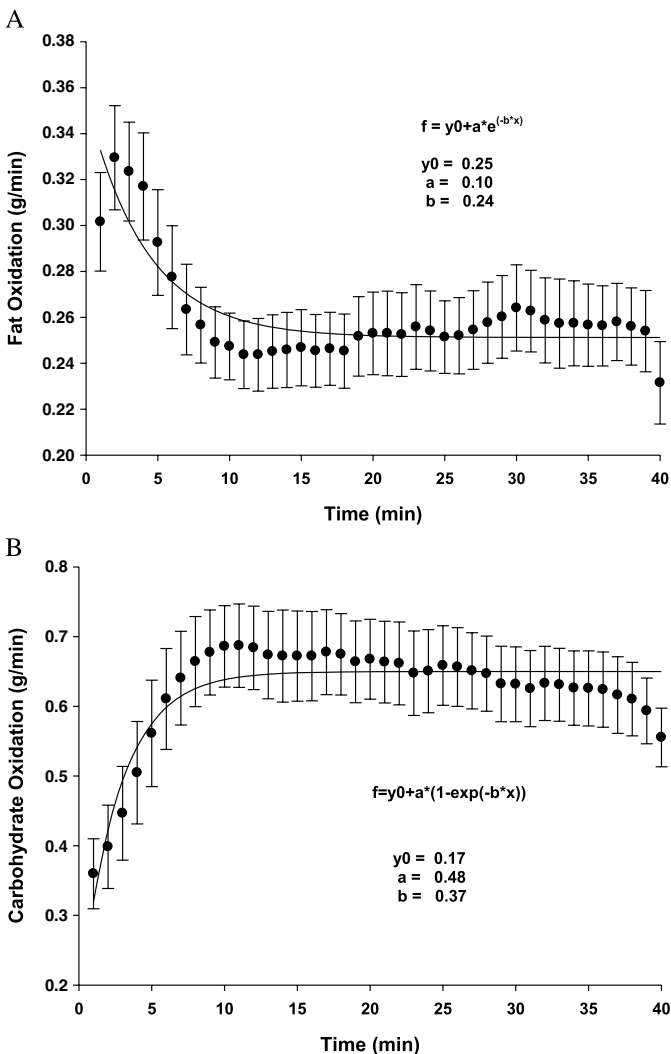 A
0.38
0.36
0.34
0.32
0.30
0.28
0.26
0.24
0.22
0.20
Fat Oxidation (g/min)
f = y0+a*e(-b*x)
y0 = 0.25
a = 0.10
b = 0.24
0 5 10 15 20 25 30 35 40
Time (min)
B
0.8
0.7
0.6
0.5
0.4
0.3
0.2
Carbohydrate Oxidation (g/min)
f=y0+a*(1-exp(-b*x))
y0 = 0.17
a = 0.48
b = 0.37
0 5 10 15 20 25 30 35 40
Time (min)